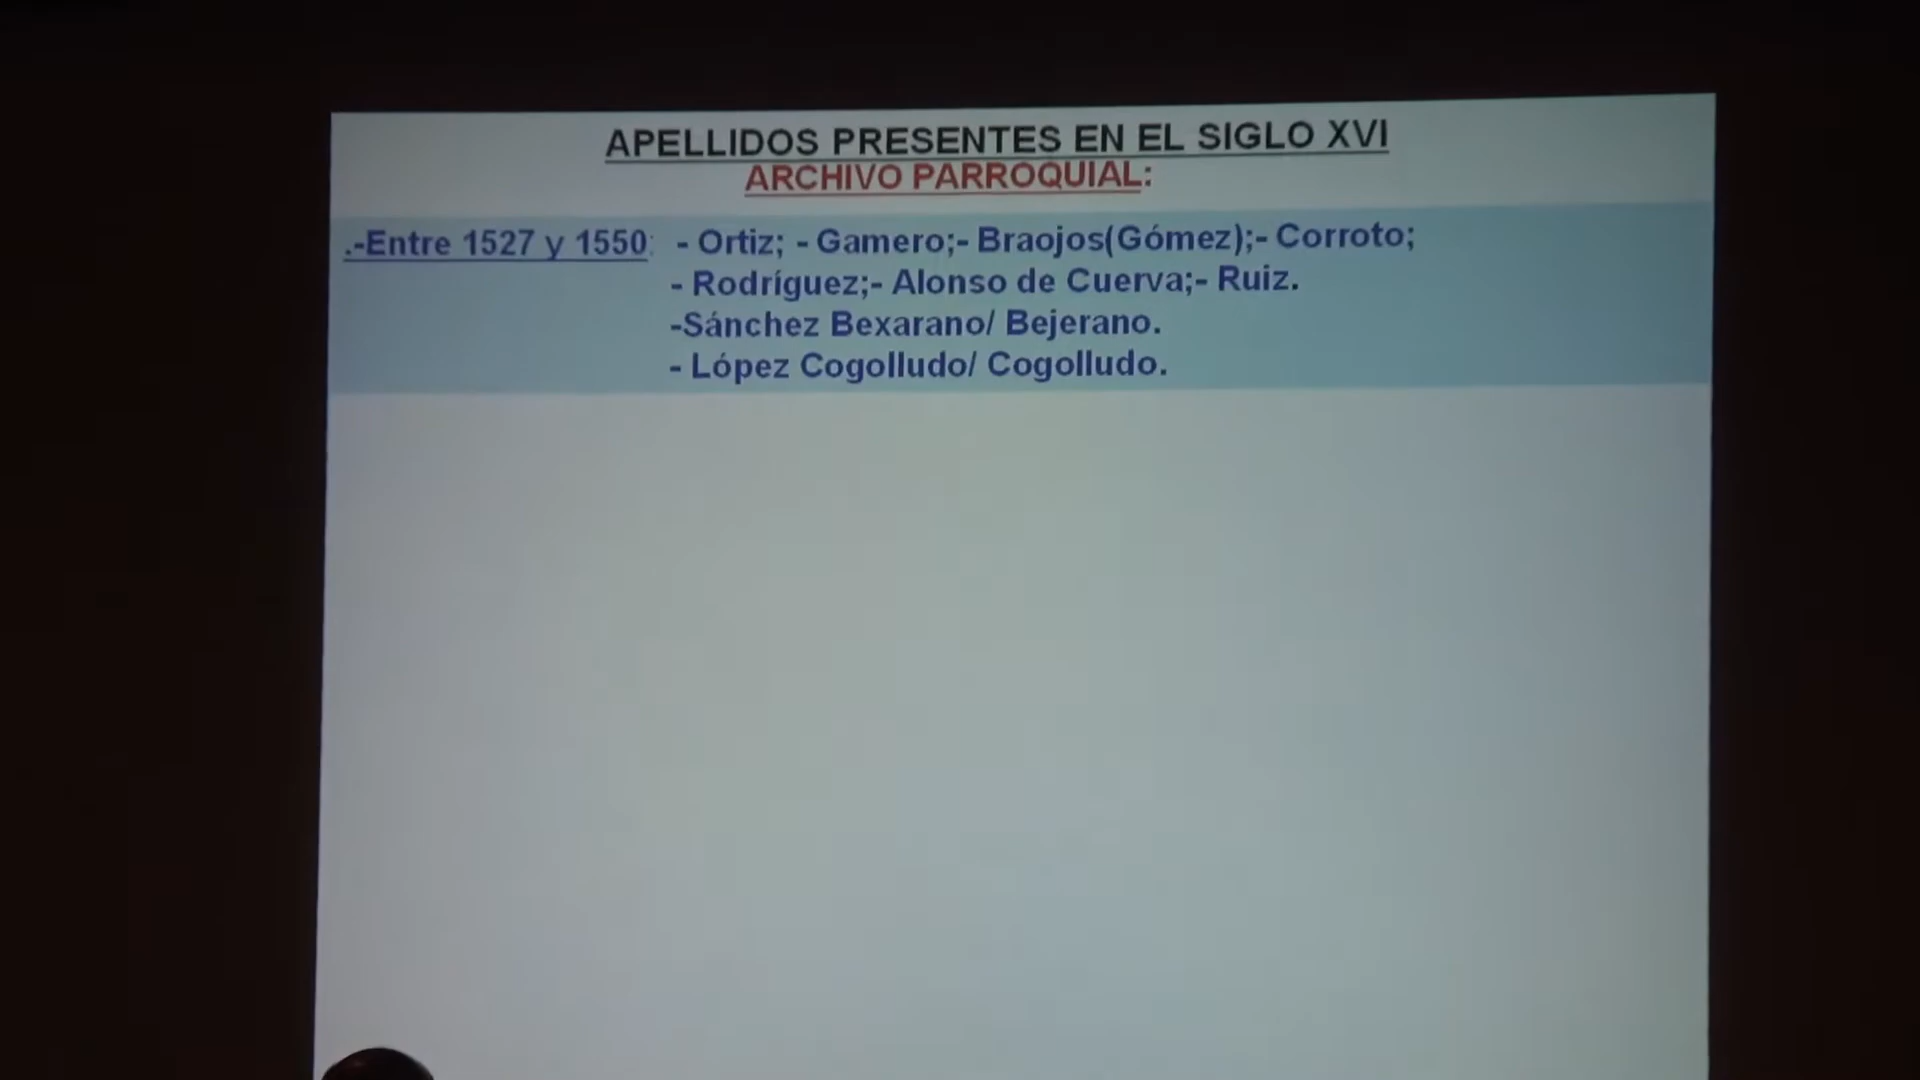 APELLIDOS PRESENTES EN EL SIGLO XVI
ARCHIVO PARROQUIAL:
.-Entre 1527 y 1550: - Ortiz; - Gamero;- Braojos(Gómez);- Corroto;
- Rodríguez;- Alonso de Cuerva;- Ruiz.
-Sánchez Bexarano/ Bejerano.
- López Cogolludo/ Cogolludo.